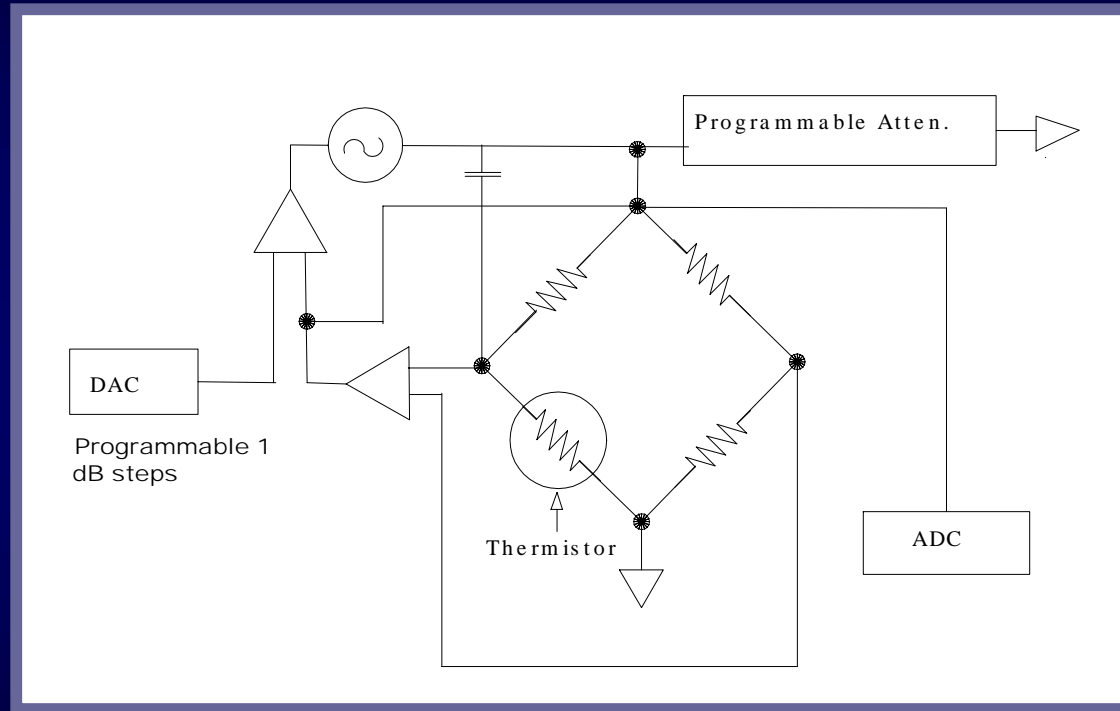 Programmable Atten.
DAC
Programmable 1
dB steps
Thermistor
ADC